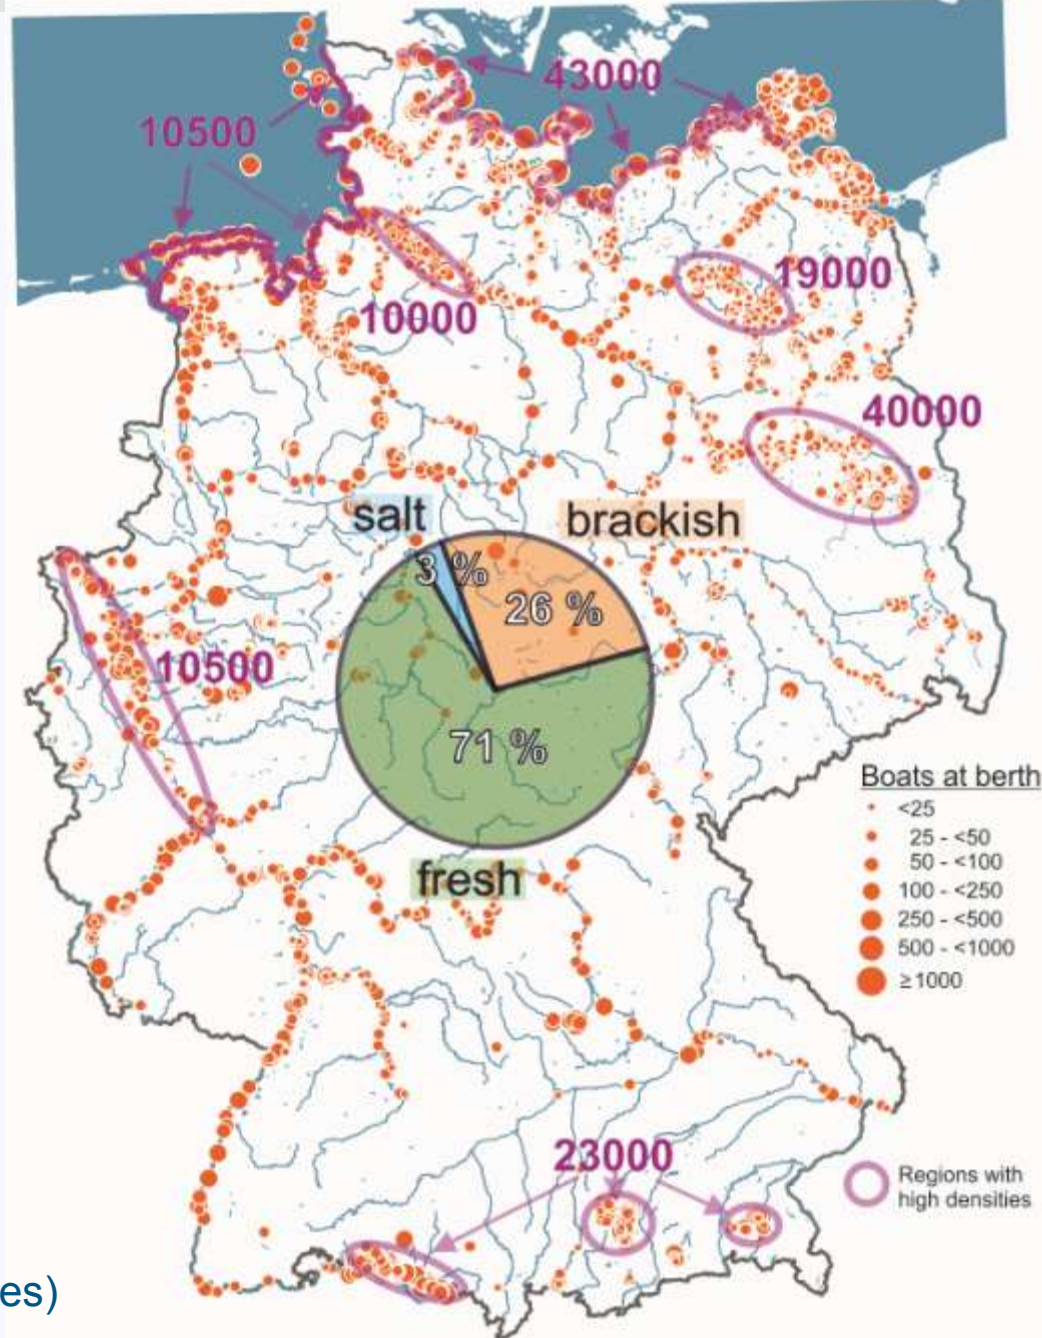 43000
10500
19000
10000
40000
salt
brackish
3 %
26 %
10500
71 %
fresh
Boats at berth
<25
25 - <50
50 - <100
100 - <250
250 - <500
500 - <1000
≥1000
23000
Regions with
high densities
es)